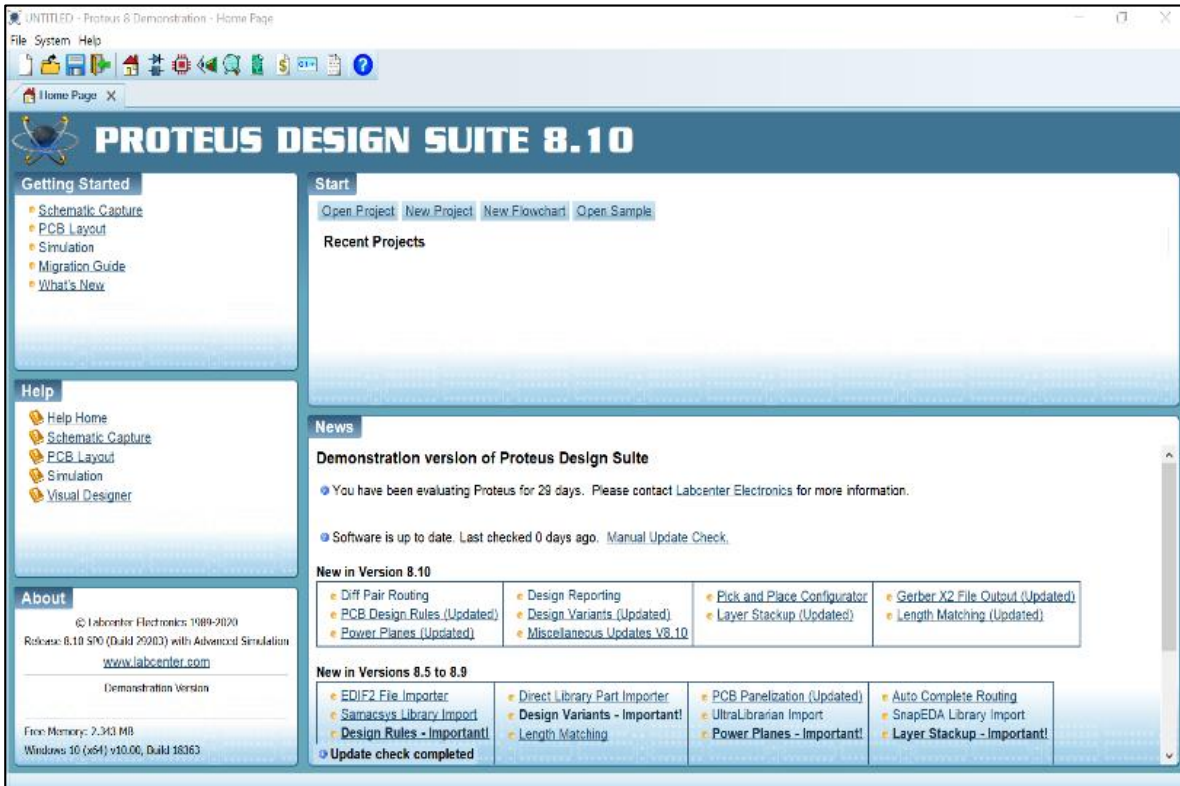 UNTITLED - Proteus 8 Demonstration - Home Page
File System Help
Home Page X
PROTEUS DESIGN SUITE 8.10
Getting Started
Schematic Capture
PCB Layout
Simulation
Migration Guide
What's New
Start
Open Project New Project New Flowchart Open Sample
Recent Projects
Help
Help Home
Schematic Capture
PCB Layout
Simulation
Visual Designer
News
Demonstration version of Proteus Design Suite
You have been evaluating Proteus for 29 days. Please contact Labcenter Electronics for more information.
Software is up to date. Last checked 0 days ago. Manual Update Check.
New in Version 8.10
Diff Pair Routing Design Reporting Pick and Place Configurator Gerber X2 File Output (Updated)
PCB Design Rules (Updated) Design Variants (Updated) Layer Stackup (Updated) Length Matching (Updated)
Power Planes (Updated) Miscellaneous Updates V8.10
New in Versions 8.5 to 8.9
EDIF2 File Importer Direct Library Part Importer PCB Panelization (Updated) Auto Complete Routing
Samacsys Library Import Design Variants - Important! UltraLibrarian Import SnapEDA Library Import
Design Rules - Important! Length Matching Power Planes - Important! Layer Stackup - Important!
Update check completed
About
© Labcenter Electronics 1989-2020
Release 8.10 SP0 (Build 29203) with Advanced Simulation
www.labcenter.com
Demonstration Version
Free Memory: 2.343 MB
Windows 10 (x64) v10.00, Build 18363